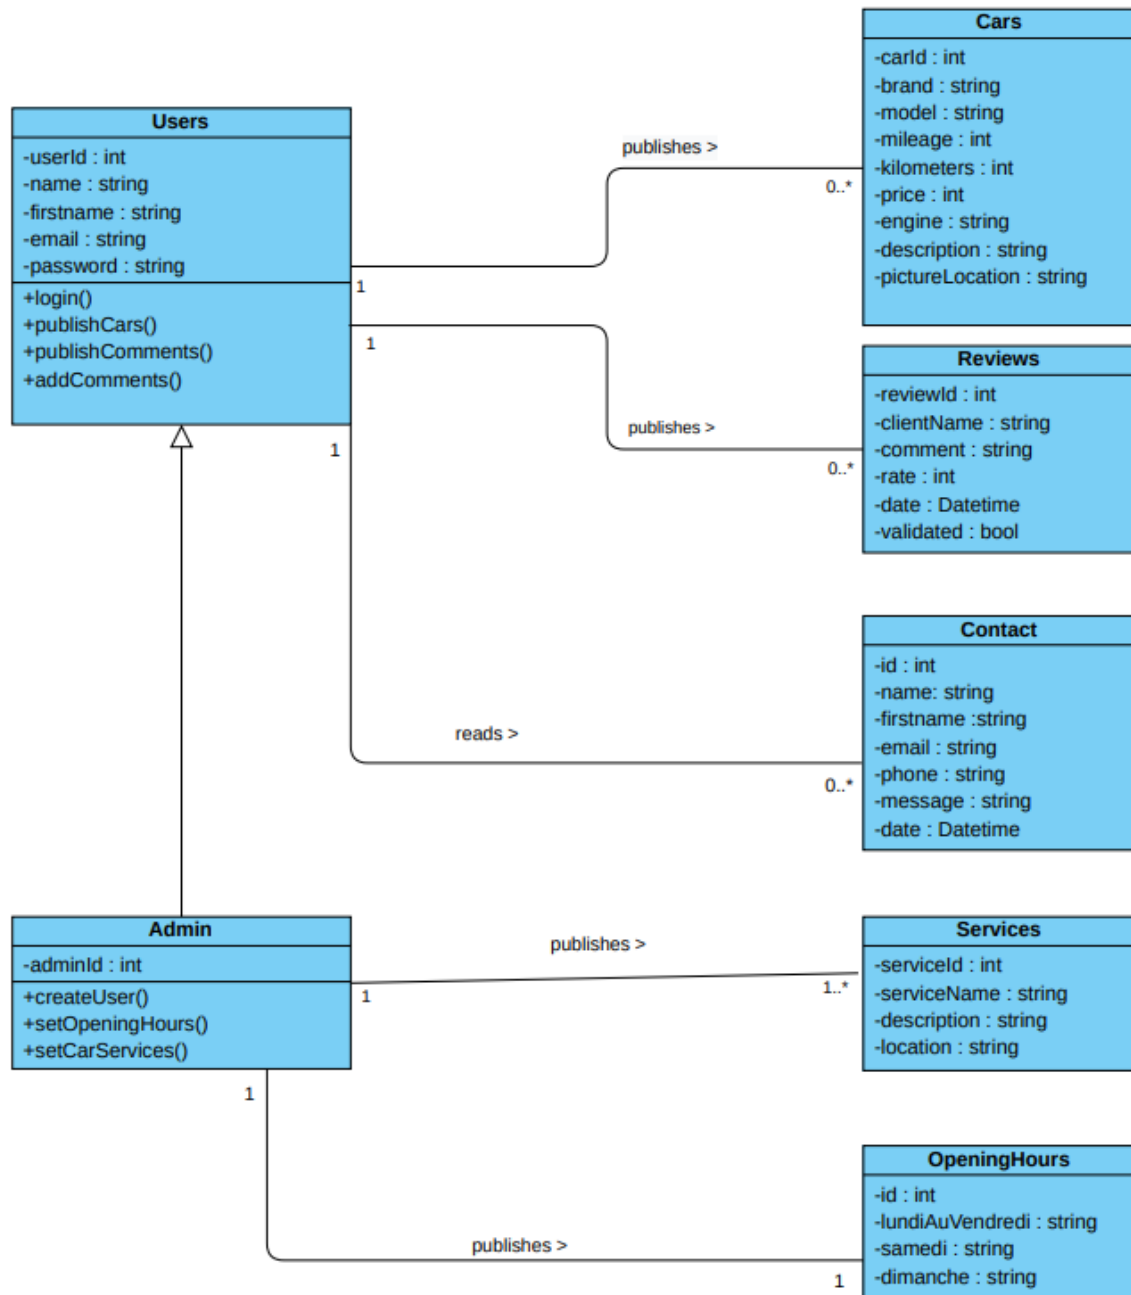 Users
-userId : int
-name : string
-firstname : string
-email : string
-password : string
+login()
+publishCars()
+publishComments()
+addComments()
publishes >
1
0..*
Cars
-carId : int
-brand : string
-model : string
-mileage : int
-kilometers : int
-price : int
-engine : string
-description : string
-pictureLocation : string
1
publishes >
0..*
Reviews
-reviewId : int
-clientName : string
-comment : string
-rate : int
-date : Datetime
-validated : bool
1
reads >
0..*
Contact
-id : int
-name: string
-firstname :string
-email : string
-phone : string
-message : string
-date : Datetime
Admin
-adminId : int
+createUser()
+setOpeningHours()
+setCarServices()
publishes >
1
1..*
Services
-serviceId : int
-serviceName : string
-description : string
-location : string
1
publishes >
1
OpeningHours
-id : int
-lundiAuVendredi : string
-samedi : string
-dimanche : string